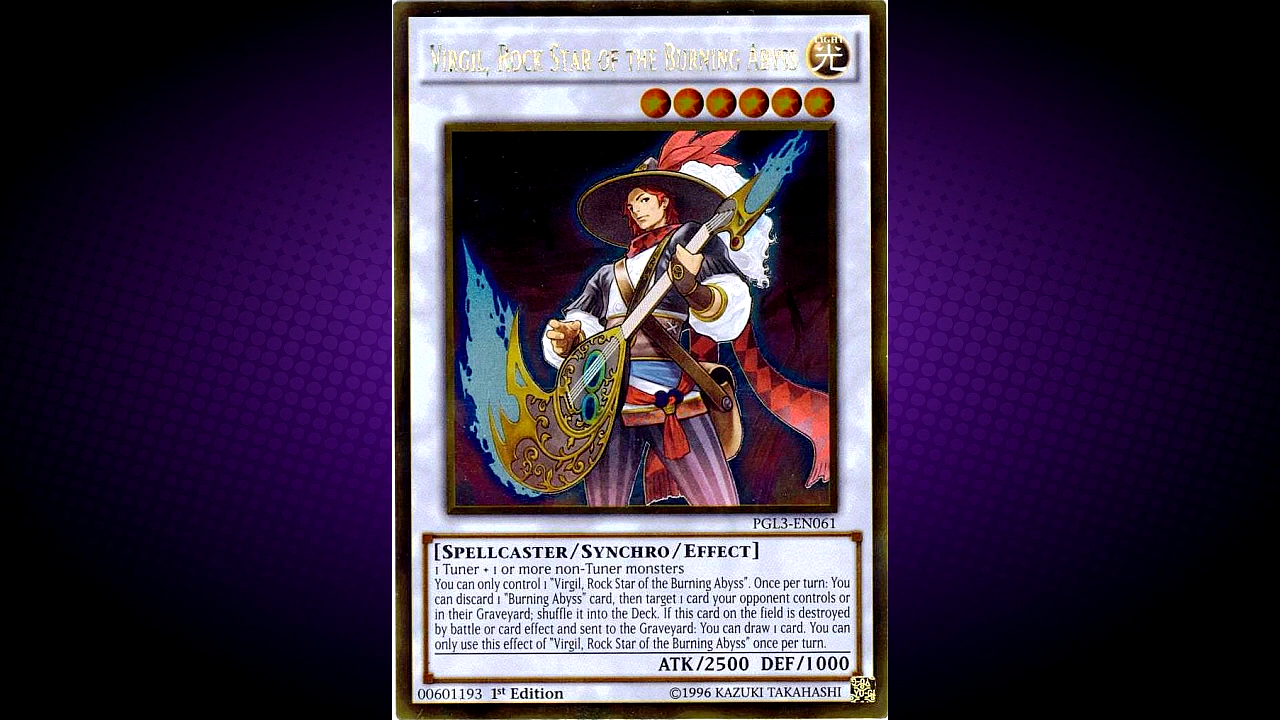 Virgil, Rock Star of the Burning Abyss
LIGHT
光
PGL3-EN061
[Spellcaster/Synchro/Effect]
1 Tuner + 1 or more non-Tuner monsters
You can only control 1 "Virgil, Rock Star of the Burning Abyss". Once per turn: You
can discard 1 "Burning Abyss" card, then target 1 card your opponent controls or
in their Graveyard; shuffle it into the Deck. If this card on the field is destroyed
by battle or card effect and sent to the Graveyard: You can draw 1 card. You can
only use this effect of "Virgil, Rock Star of the Burning Abyss" once per turn.
ATK/2500 DEF/1000
00601193 1st Edition
©1996 KAZUKI TAKAHASHI